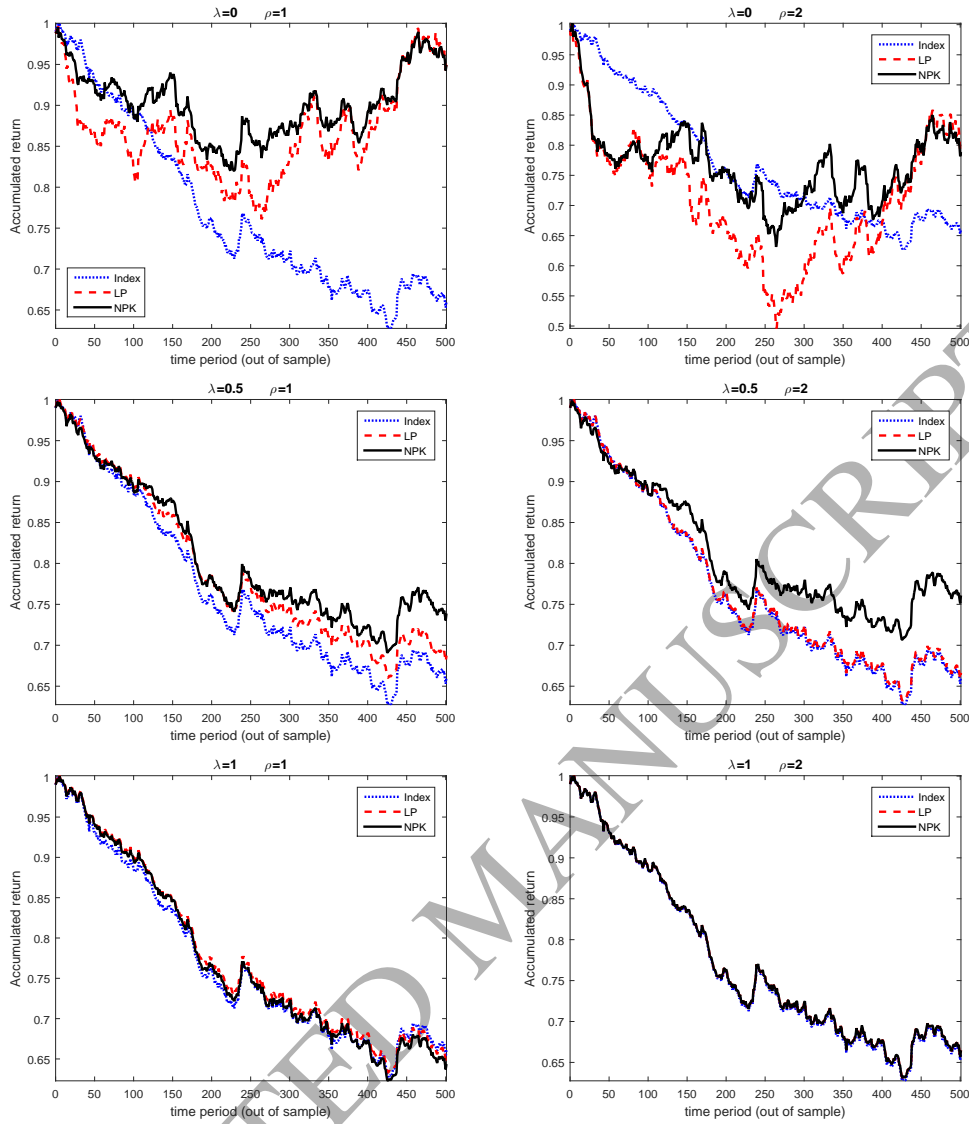 λ=0 ρ=1
1
0.95
0.9
0.85
0.8
0.75
0.7
0.65
Accumulated return
Index
LP
NPK
0 50 100 150 200 250 300 350 400 450 500
time period (out of sample)
λ=0 ρ=2
1
0.95
0.9
0.85
0.8
0.75
0.7
0.65
0.6
0.55
0.5
Accumulated return
Index
LP
NPK
0 50 100 150 200 250 300 350 400 450 500
time period (out of sample)
λ=0.5 ρ=1
1
0.95
0.9
0.85
0.8
0.75
0.7
0.65
Accumulated return
Index
LP
NPK
0 50 100 150 200 250 300 350 400 450 500
time period (out of sample)
λ=0.5 ρ=2
1
0.95
0.9
0.85
0.8
0.75
0.7
0.65
Accumulated return
Index
LP
NPK
0 50 100 150 200 250 300 350 400 450 500
time period (out of sample)
λ=1 ρ=1
1
0.95
0.9
0.85
0.8
0.75
0.7
0.65
Accumulated return
Index
LP
NPK
0 50 100 150 200 250 300 350 400 450 500
time period (out of sample)
λ=1 ρ=2
1
0.95
0.9
0.85
0.8
0.75
0.7
0.65
Accumulated return
Index
LP
NPK
0 50 100 150 200 250 300 350 400 450 500
time period (out of sample)
TED MANUSCRIPT